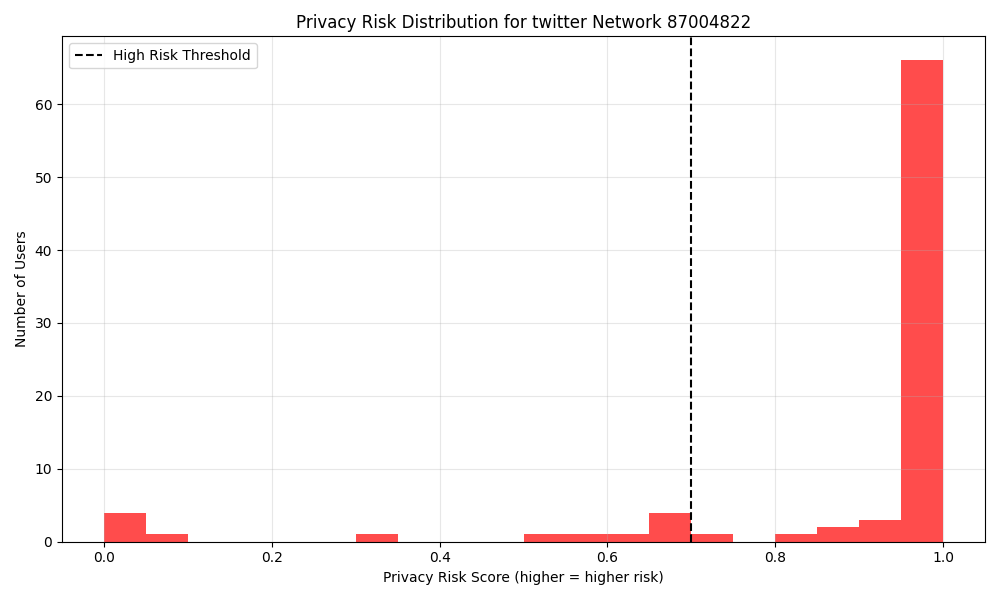 Privacy Risk Distribution for twitter Network 87004822
High Risk Threshold
60
50
40
30
20
10
0
Number of Users
0.0 0.2 0.4 0.6 0.8 1.0
Privacy Risk Score (higher = higher risk)